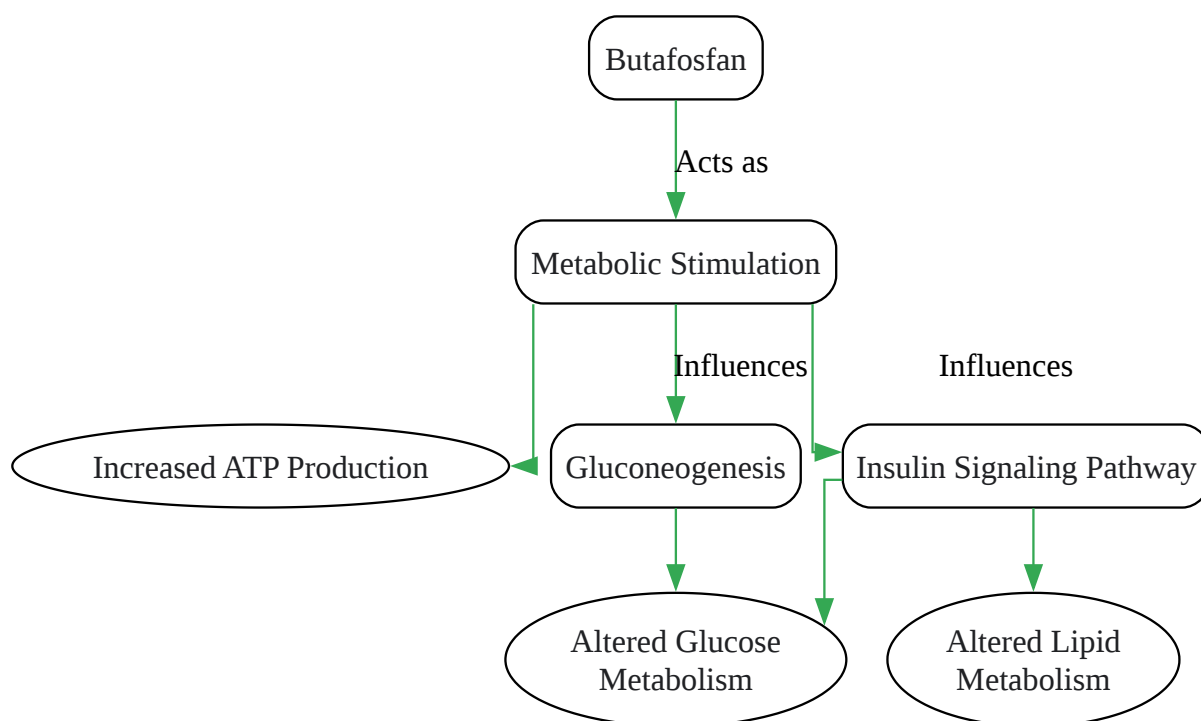 Butafosfan
Acts as
Metabolic Stimulation
Influences
Influences
Increased ATP Production
Gluconeogenesis
Insulin Signaling Pathway
Altered Glucose
Metabolism
Altered Lipid
Metabolism